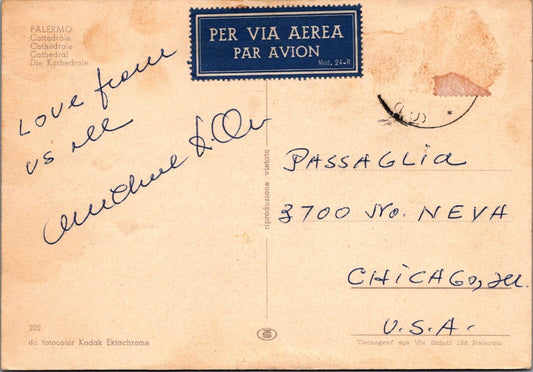 PALERMO
Cattedrale
Cathédrale
Cathedral
Die Kathedrale
PER VIA AEREA
PAR AVION
Mod. 24-R
Love from
us all
PASSAGLIA
3700 No. NEVA
CHICAGO, Ill.
U.S.A.
riproduzione vietata
202
da fotocolor Kodak Ektachrome
Tecnograf spa Via Scluti 128 Palermo